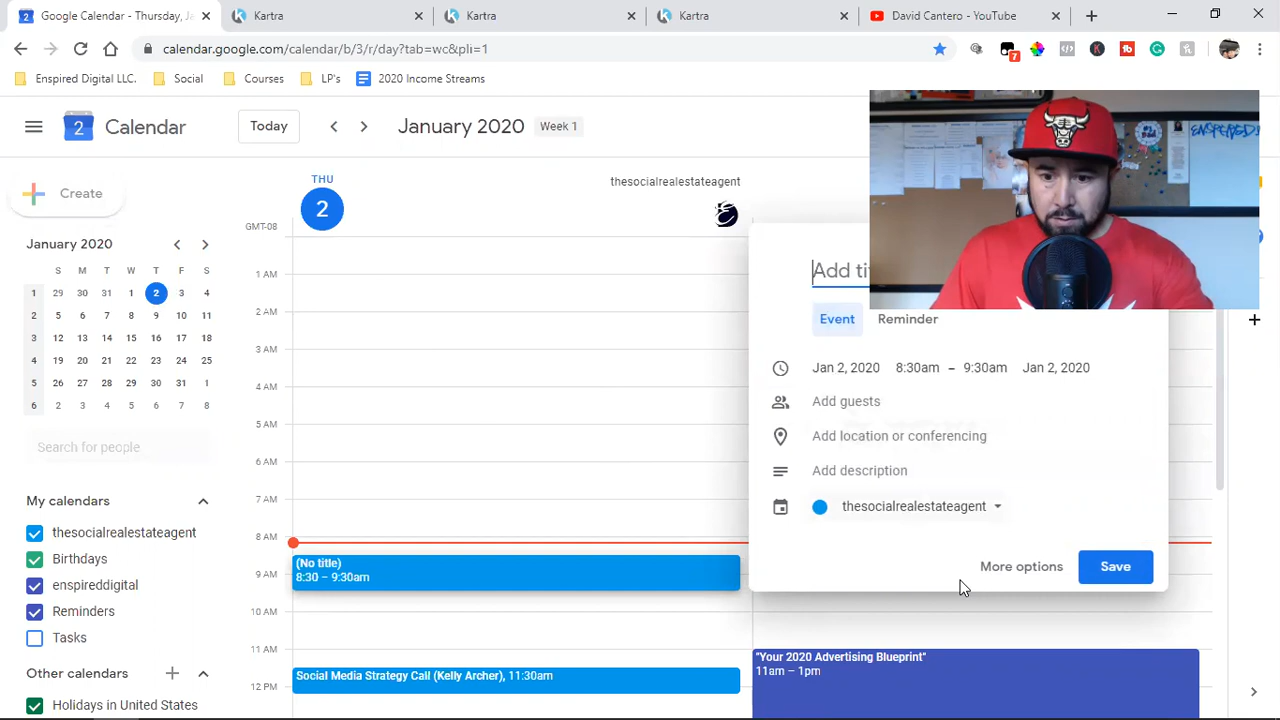 Google Calendar - Thursday, Ja
Kartra
Kartra
Kartra
David Cantero - YouTube
calendar.google.com/calendar/b/3/r/day?tab=wc&pli=1
7
Enspired Digital LLC.
Social
Courses
LP's
2020 Income Streams
2 Calendar
Today
January 2020
Week 1
ENSPIRED!
Create
THU
2
thesocialrealestateagent
GMT-08
January 2020
S M T W T F S
1 29 30 31 1 2 3 4
2 5 6 7 8 9 10 11
3 12 13 14 15 16 17 18
4 19 20 21 22 23 24 25
5 26 27 28 29 30 31 1
6 2 3 4 5 6 7 8
Search for people
My calendars
thesocialrealestateagent
Birthdays
enspireddigital
Reminders
Tasks
Other calendars
Holidays in United States
1 AM
2 AM
3 AM
4 AM
5 AM
6 AM
7 AM
8 AM
9 AM
10 AM
11 AM
12 PM
(No title)
8:30 – 9:30am
Social Media Strategy Call (Kelly Archer), 11:30am
"Your 2020 Advertising Blueprint"
11am – 1pm
Add ti
Event
Reminder
Jan 2, 2020 8:30am – 9:30am Jan 2, 2020
Add guests
Add location or conferencing
Add description
thesocialrealestateagent
More options
Save